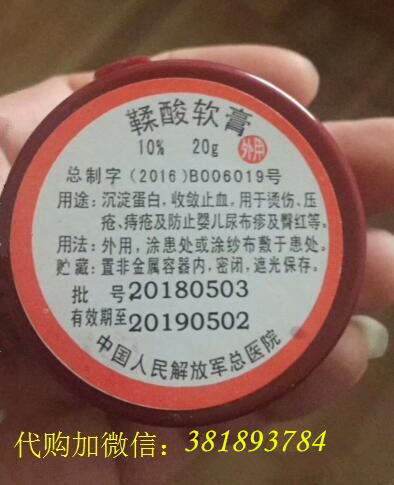 鞣酸软膏
10% 20g 外用
总制字(2016)B006019号
用途:沉淀蛋白,收敛止血。用于烫伤、压
疮、痔疮及防止婴儿尿布疹及臀红等。
用法:外用,涂患处或涂纱布敷于患处。
贮藏:置非金属容器内,密闭,遮光保存。
批 号20180503
有效期至20190502
中国人民解放军总医院
代购加微信:381893784